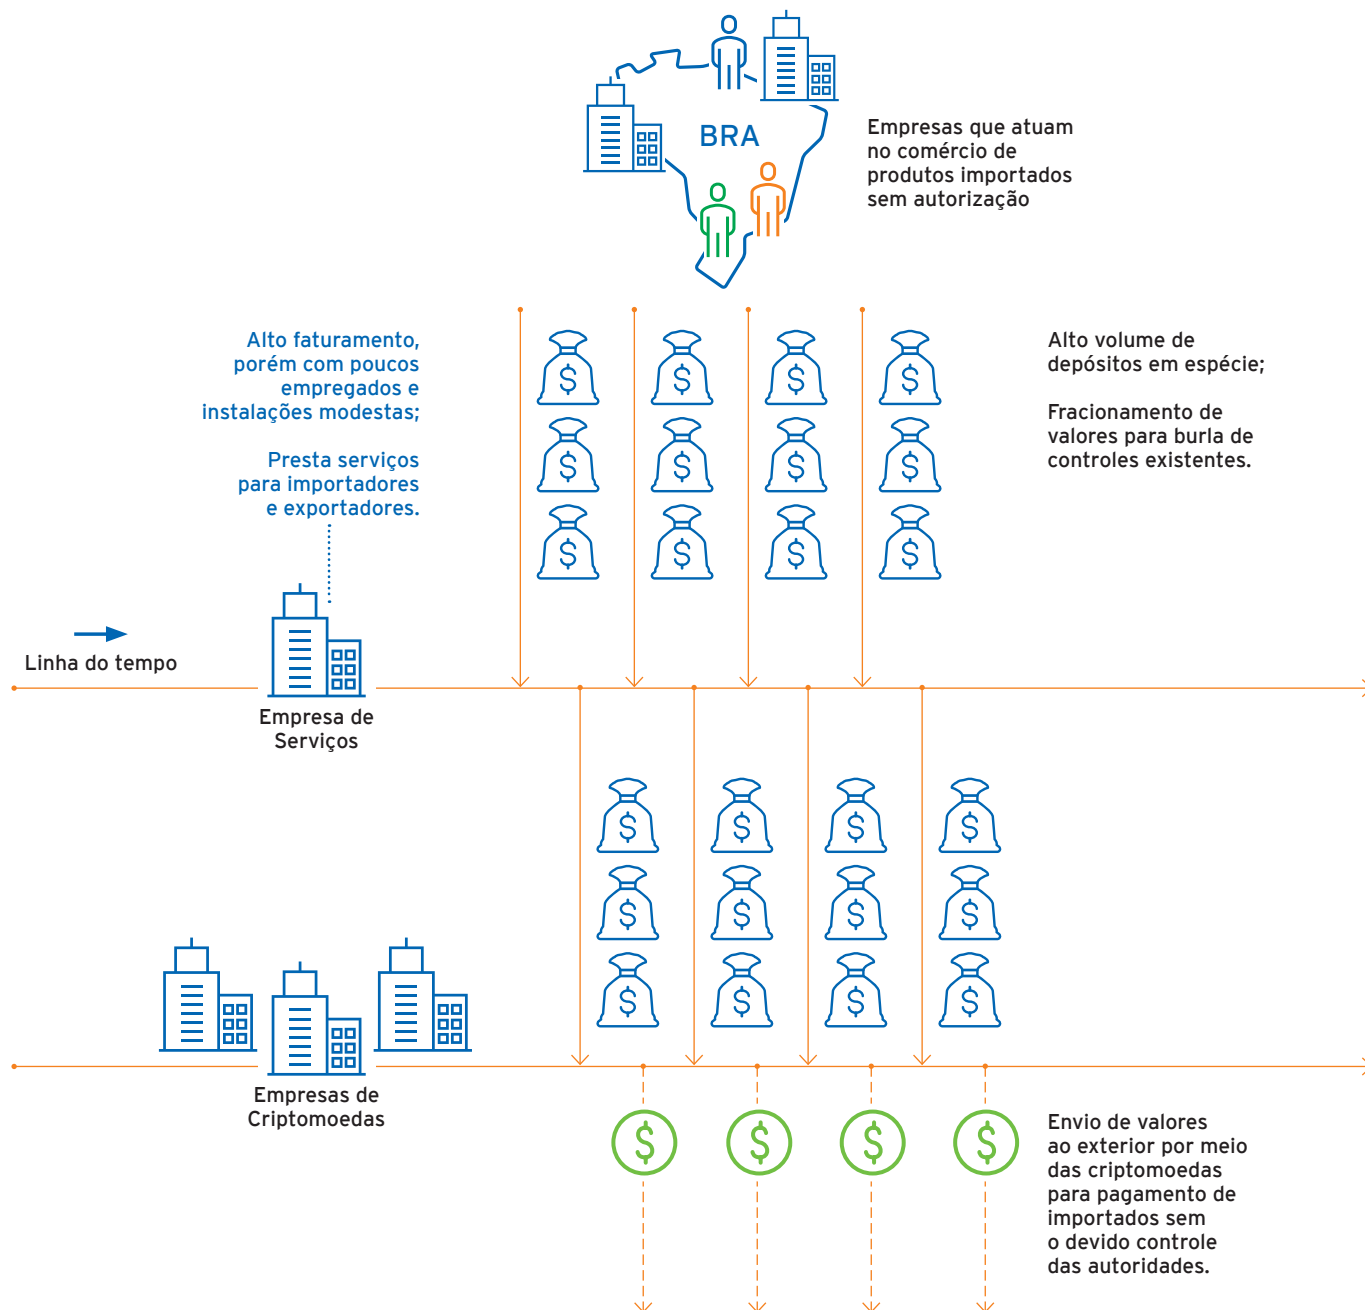 BRA
Empresas que atuam
no comércio de
produtos importados
sem autorização
Alto faturamento,
porém com poucos
empregados e
instalações modestas;
Presta serviços
para importadores
e exportadores.
$ $ $ $
$ $ $ $
$ $ $ $
Alto volume de
depósitos em espécie;
Fracionamento de
valores para burla de
controles existentes.
Linha do tempo
Empresa de
Serviços
$ $ $ $
$ $ $ $
$ $ $ $
Empresas de
Criptomoedas
$ $ $ $
Envio de valores
ao exterior por meio
das criptomoedas
para pagamento de
importados sem
o devido controle
das autoridades.